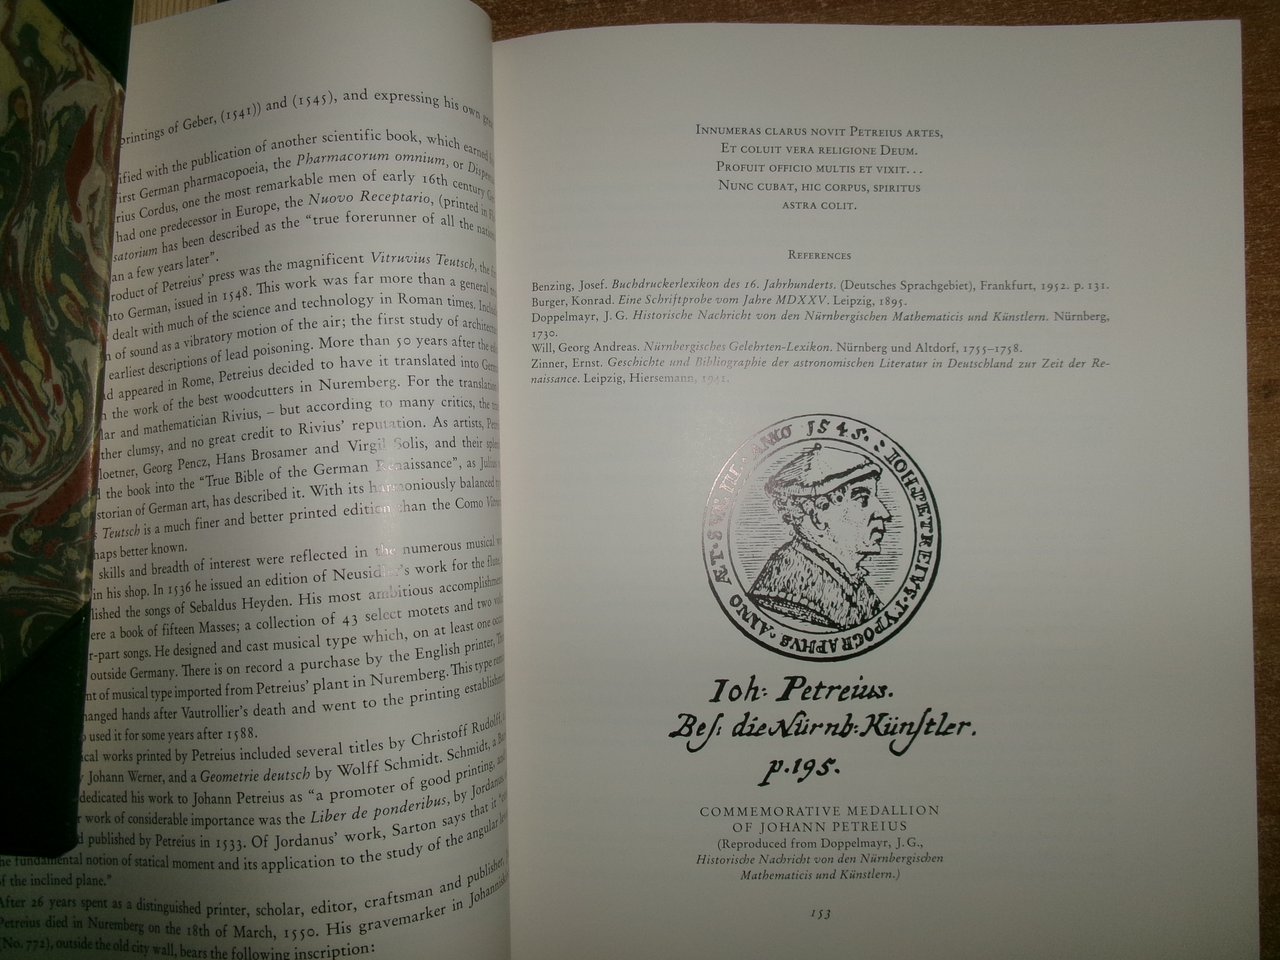 printings of Geber, (1541)) and (1545), and expressing his own
ified with the publication of another scientific book, which earned
first German pharmacopoeia, the Pharmacorum omnium, or
rius Cordus, one the most remarkable men of early 16th century
had one predecessor in Europe, the Nuovo Receptario, (printed in
satorium has been described as the “true forerunner of all the
an a few years later”.
roduct of Petreius’ press was the magnificent Vitruvius Teutsch, the
nto German, issued in 1548. This work was far more than a general
dealt with much of the science and technology in Roman times.
n of sound as a vibratory motion of the air; the first study of
earliest descriptions of lead poisoning. More than 50 years after the
d appeared in Rome, Petreius decided to have it translated into
n the work of the best woodcutters in Nuremberg. For the
lar and mathematician Rivius, – but according to many critics, the
ther clumsy, and no great credit to Rivius’ reputation. As artists,
loetner, Georg Pencz, Hans Brosamer and Virgil Solis, and their
d the book into the “True Bible of the German Renaissance”, as
istorian of German art, has described it. With its harmoniously balanced
s Teutsch is a much finer and better printed edition than the Como
haps better known.
skills and breadth of interest were reflected in the numerous musical
in his shop. In 1536 he issued an edition of Neusidler’s work for the
lished the songs of Sebaldus Heyden. His most ambitious
ere a book of fifteen Masses; a collection of 43 select motets and two
r-part songs. He designed and cast musical type which, on at least one
outside Germany. There is on record a purchase by the English printer,
nt of musical type imported from Petreius’ plant in Nuremberg. This type
hanged hands after Vautrollier’s death and went to the printing
used it for some years after 1588.
ical works printed by Petreius included several titles by Christoff Rudolff,
y Johann Werner, and a Geometrie deutsch by Wolff Schmidt. Schmidt, a
dedicated his work to Johann Petreius as “a promoter of good printing,
r work of considerable importance was the Liber de ponderibus, by Jordanus
d published by Petreius in 1533. Of Jordanus’ work, Sarton says that it
the fundamental notion of statical moment and its application to the study of the angular
of the inclined plane.”
After 26 years spent as a distinguished printer, scholar, editor, craftsman and publisher,
Petreius died in Nuremberg on the 18th of March, 1550. His gravemarker in
(No. 772), outside the old city wall, bears the following inscription:
Innumeras clarus novit Petreius artes,
Et coluit vera religione Deum.
Profuit officio multis et vixit...
Nunc cubat, hic corpus, spiritus
astra colit.
References
Benzing, Josef. Buchdruckerlexikon des 16. Jahrhunderts. (Deutsches Sprachgebiet), Frankfurt, 1952. p. 131.
Burger, Konrad. Eine Schriftprobe vom Jahre MDXXV. Leipzig, 1895.
Doppelmayr, J. G. Historische Nachricht von den Nürnbergischen Mathematicis und Künstlern. Nürnberg,
1730.
Will, Georg Andreas. Nürnbergisches Gelehrten-Lexikon. Nürnberg und Altdorf, 1755–1758.
Zinner, Ernst. Geschichte und Bibliographie der astronomischen Literatur in Deutschland zur Zeit der Re-
naissance. Leipzig, Hiersemann, 1941.
IOH·PETREIVS·TYPOGRAPHVS·ANNO ÆT·SVÆ IIII·ANNO 1545·
Ioh: Petreius.
Bes: die Nürnb: Künstler.
p.195.
COMMEMORATIVE MEDALLION
OF JOHANN PETREIUS
(Reproduced from Doppelmayr, J. G.,
Historische Nachricht von den Nürnbergischen
Mathematicis und Künstlern.)
153